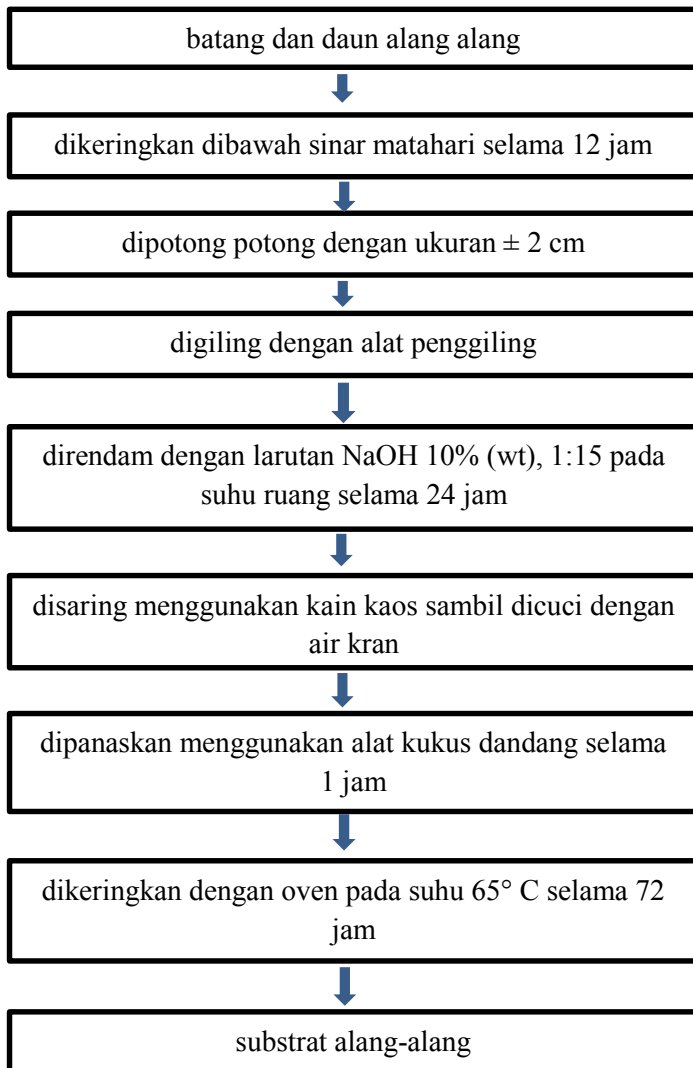 batang dan daun alang alang
dikeringkan dibawah sinar matahari selama 12 jam
dipotong potong dengan ukuran ± 2 cm
digiling dengan alat penggiling
direndam dengan larutan NaOH 10% (wt), 1:15 pada
suhu ruang selama 24 jam
disaring menggunakan kain kaos sambil dicuci dengan
air kran
dipanaskan menggunakan alat kukus dandang selama
1 jam
dikeringkan dengan oven pada suhu 65° C selama 72
jam
substrat alang-alang